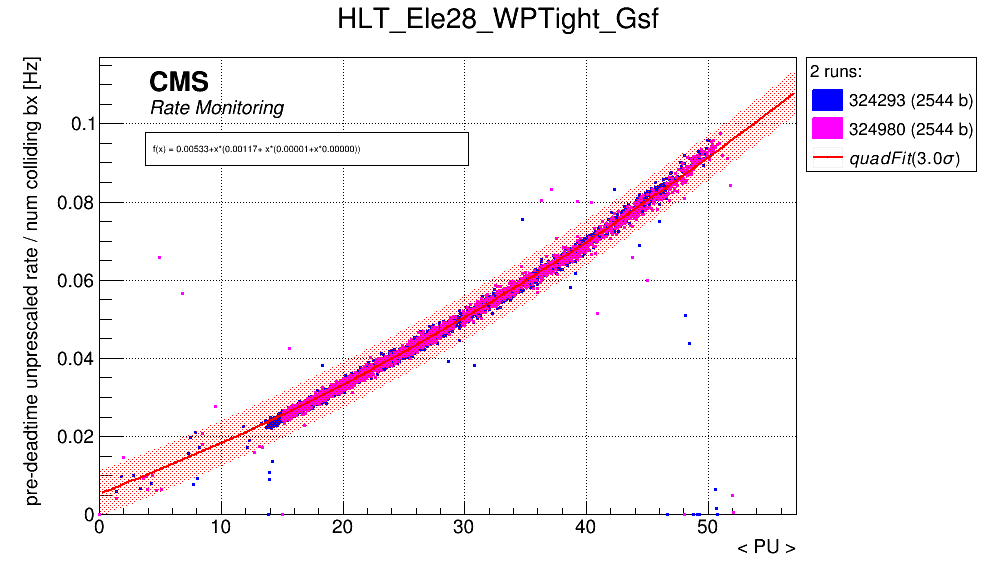 HLT_Ele28_WPTight_Gsf
pre-deadtime unprescaled rate / num colliding bx [Hz]
CMS
Rate Monitoring
f(x) = 0.00533+x*(0.00117+ x*(0.00001+x*0.00000))
2 runs:
324293 (2544 b)
324980 (2544 b)
quadFit(3.0σ)
0.1
0.08
0.06
0.04
0.02
0
0 10 20 30 40 50
< PU >